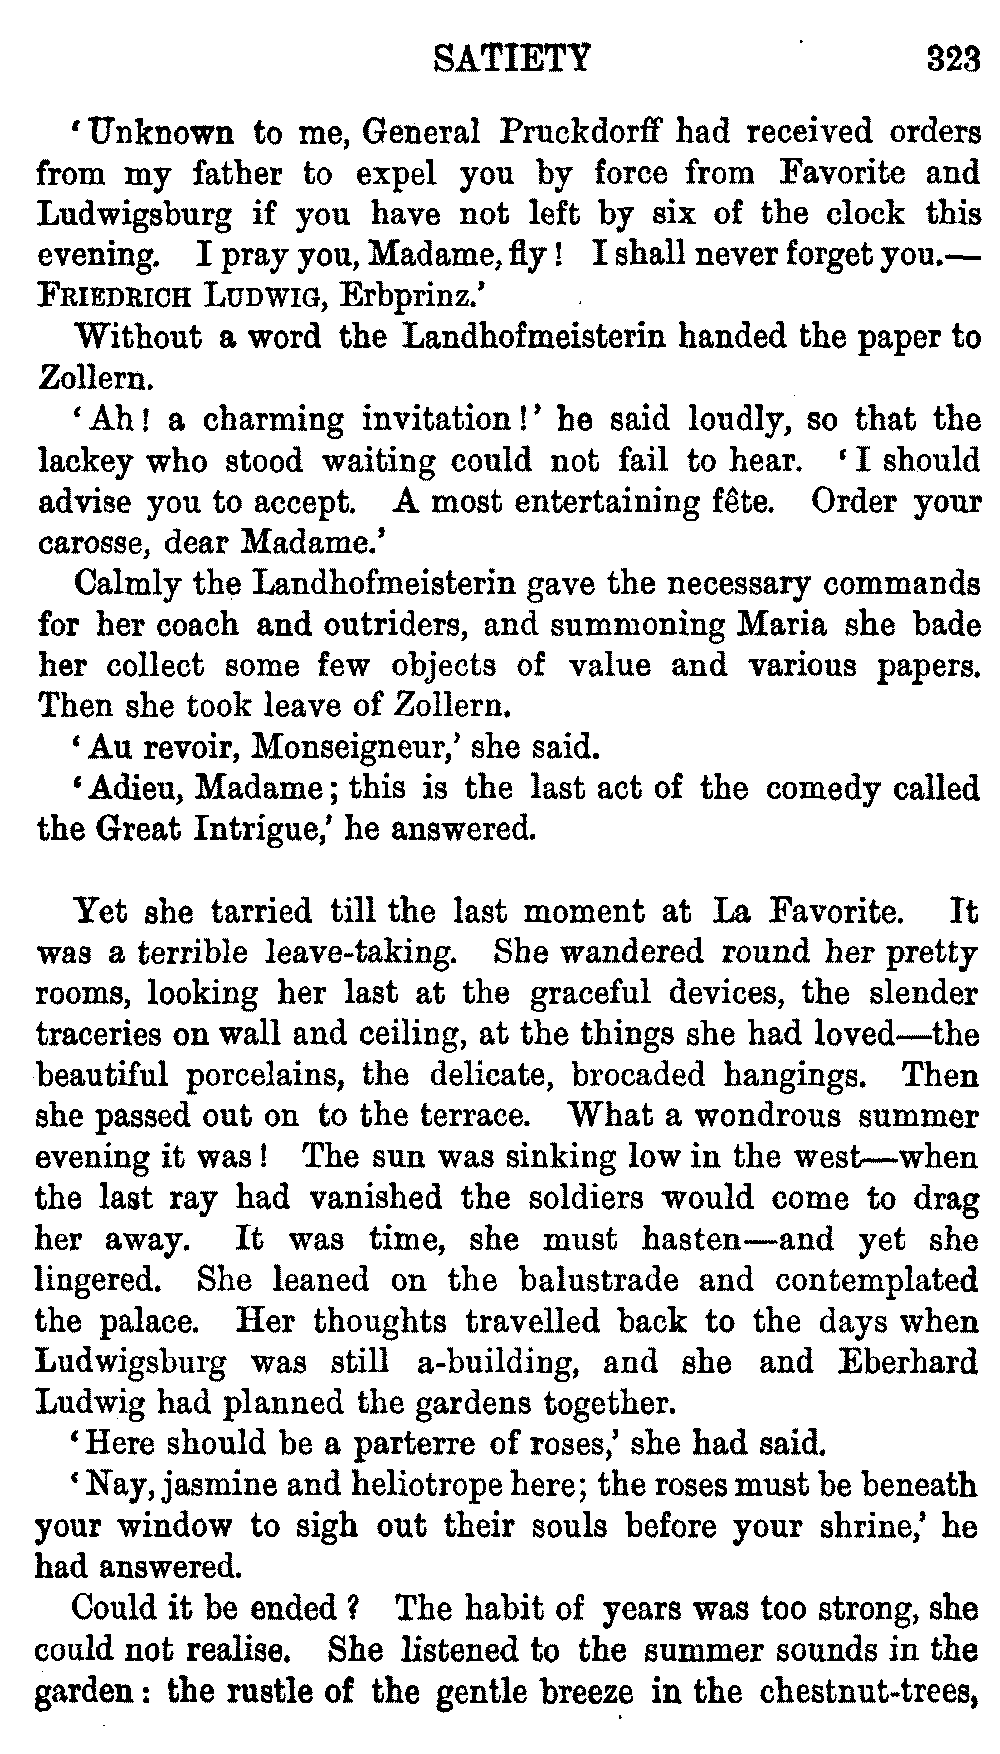 SATIETY 323
‘Unknown to me, General Pruckdorff had received orders
from my father to expel you by force from Favorite and
Ludwigsburg if you have not left by six of the clock this
evening. I pray you, Madame, fly! I shall never forget you.—
FRIEDRICH LUDWIG, Erbprinz.’
Without a word the Landhofmeisterin handed the paper to
Zollern.
‘Ah! a charming invitation!’ he said loudly, so that the
lackey who stood waiting could not fail to hear. ‘I should
advise you to accept. A most entertaining fête. Order your
carosse, dear Madame.’
Calmly the Landhofmeisterin gave the necessary commands
for her coach and outriders, and summoning Maria she bade
her collect some few objects of value and various papers.
Then she took leave of Zollern.
‘Au revoir, Monseigneur,’ she said.
‘Adieu, Madame; this is the last act of the comedy called
the Great Intrigue,’ he answered.
Yet she tarried till the last moment at La Favorite. It
was a terrible leave-taking. She wandered round her pretty
rooms, looking her last at the graceful devices, the slender
traceries on wall and ceiling, at the things she had loved—the
beautiful porcelains, the delicate, brocaded hangings. Then
she passed out on to the terrace. What a wondrous summer
evening it was! The sun was sinking low in the west—when
the last ray had vanished the soldiers would come to drag
her away. It was time, she must hasten—and yet she
lingered. She leaned on the balustrade and contemplated
the palace. Her thoughts travelled back to the days when
Ludwigsburg was still a-building, and she and Eberhard
Ludwig had planned the gardens together.
‘Here should be a parterre of roses,’ she had said.
‘Nay, jasmine and heliotrope here; the roses must be beneath
your window to sigh out their souls before your shrine,’ he
had answered.
Could it be ended? The habit of years was too strong, she
could not realise. She listened to the summer sounds in the
garden: the rustle of the gentle breeze in the chestnut-trees,